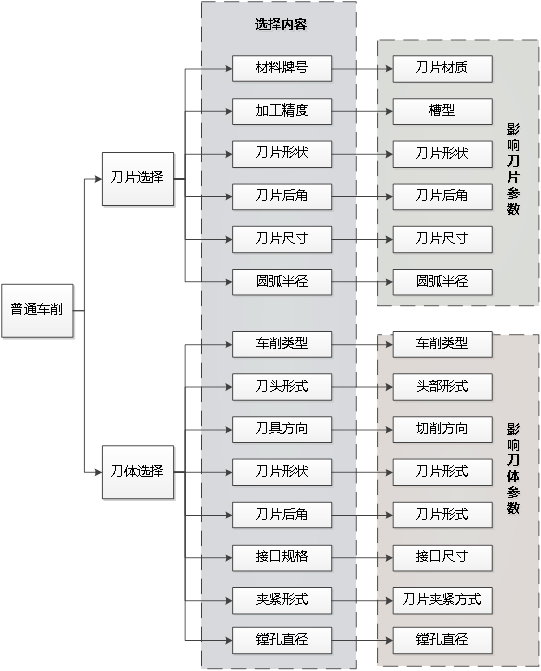 选择内容
材料牌号
刀片材质
加工精度
槽型
刀片选择
刀片形状
刀片形状
刀片后角
刀片后角
刀片尺寸
刀片尺寸
圆弧半径
圆弧半径
影响刀片参数
普通车削
车削类型
车削类型
刀头形式
头部形式
刀具方向
切削方向
刀体选择
刀片形状
刀片形式
刀片后角
刀片形式
接口规格
接口尺寸
夹紧形式
刀片夹紧方式
镗孔直径
镗孔直径
影响刀体参数